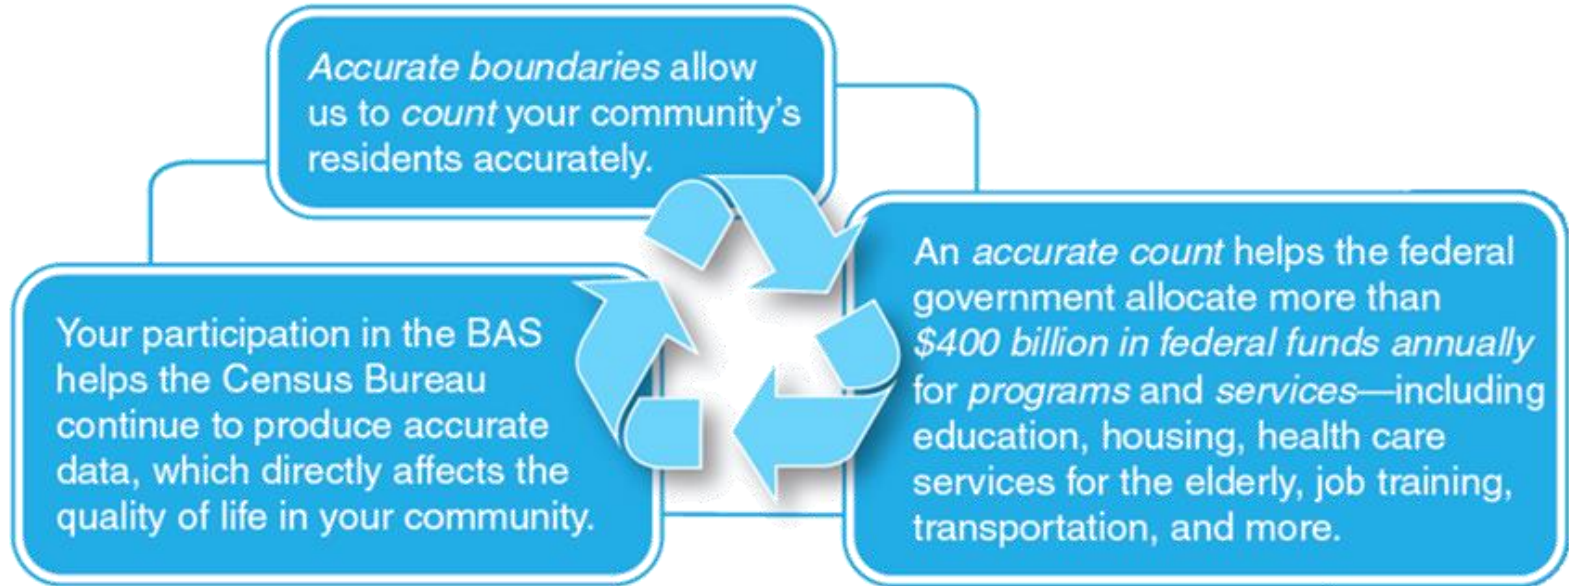 Accurate boundaries allow
us to count your community’s
residents accurately.
Your participation in the BAS
helps the Census Bureau
continue to produce accurate
data, which directly affects the
quality of life in your community.
An accurate count helps the federal
government allocate more than
$400 billion in federal funds annually
for programs and services—including
education, housing, health care
services for the elderly, job training,
transportation, and more.